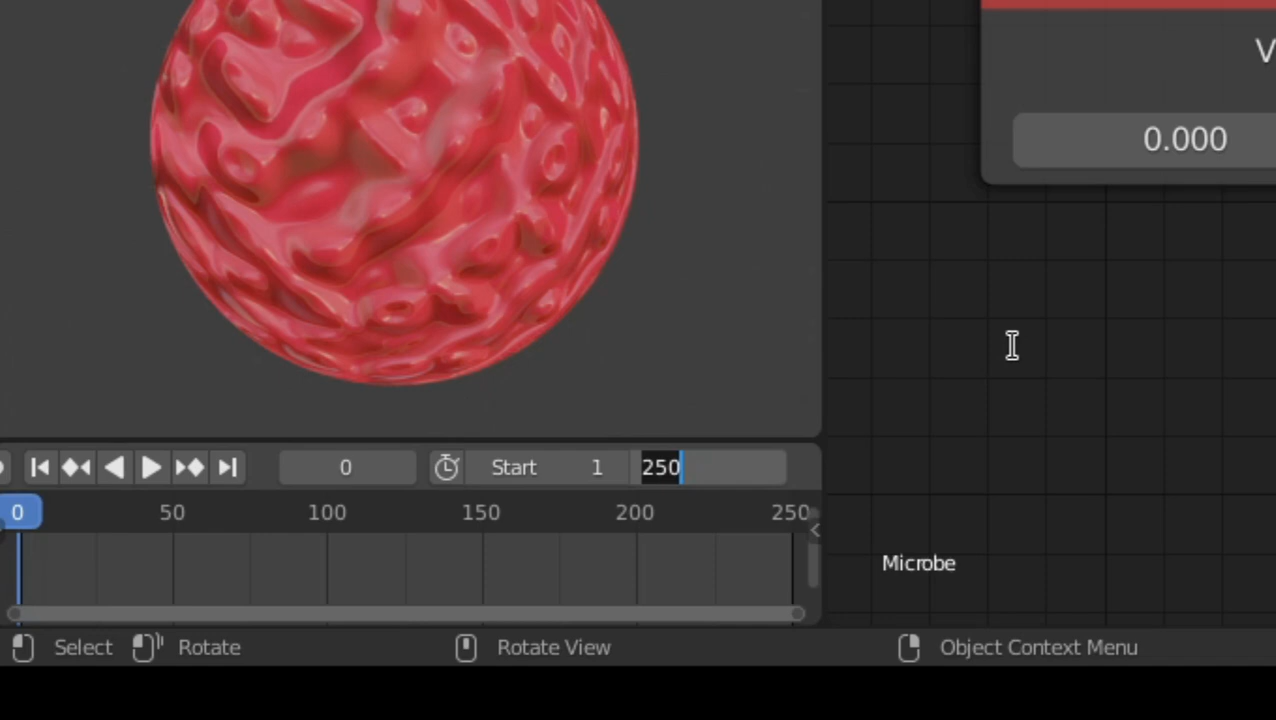 V
0.000
0 Start 1 250
0 50 100 150 200 250
Microbe
Select Rotate Rotate View Object Context Menu